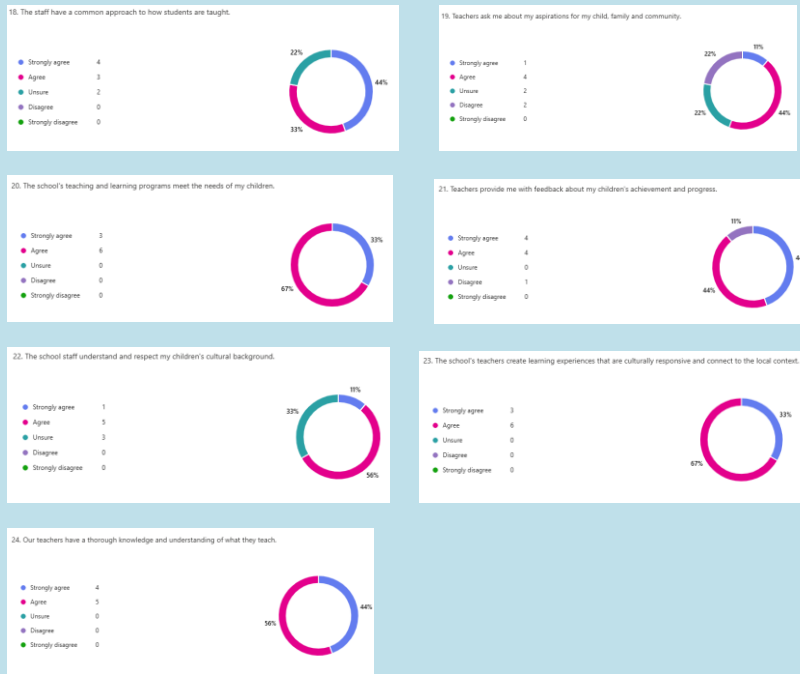 18. The staff have a common approach to how students are taught.
Strongly agree 4
Agree 3
Unsure 2
Disagree 0
Strongly disagree 0
22%
44%
33%
19. Teachers ask me about my aspirations for my child, family and community.
Strongly agree 1
Agree 4
Unsure 2
Disagree 2
Strongly disagree 0
11%
22%
22%
44%
20. The school's teaching and learning programs meet the needs of my children.
Strongly agree 3
Agree 6
Unsure 0
Disagree 0
Strongly disagree 0
33%
67%
21. Teachers provide me with feedback about my children's achievement and progress.
Strongly agree 4
Agree 4
Unsure 0
Disagree 1
Strongly disagree 0
11%
4
44%
22. The school staff understand and respect my children's cultural background.
Strongly agree 1
Agree 5
Unsure 3
Disagree 0
Strongly disagree 0
11%
33%
56%
23. The school's teachers create learning experiences that are culturally responsive and connect to the local context.
Strongly agree 3
Agree 6
Unsure 0
Disagree 0
Strongly disagree 0
33%
67%
24. Our teachers have a thorough knowledge and understanding of what they teach.
Strongly agree 4
Agree 5
Unsure 0
Disagree 0
Strongly disagree 0
44%
56%